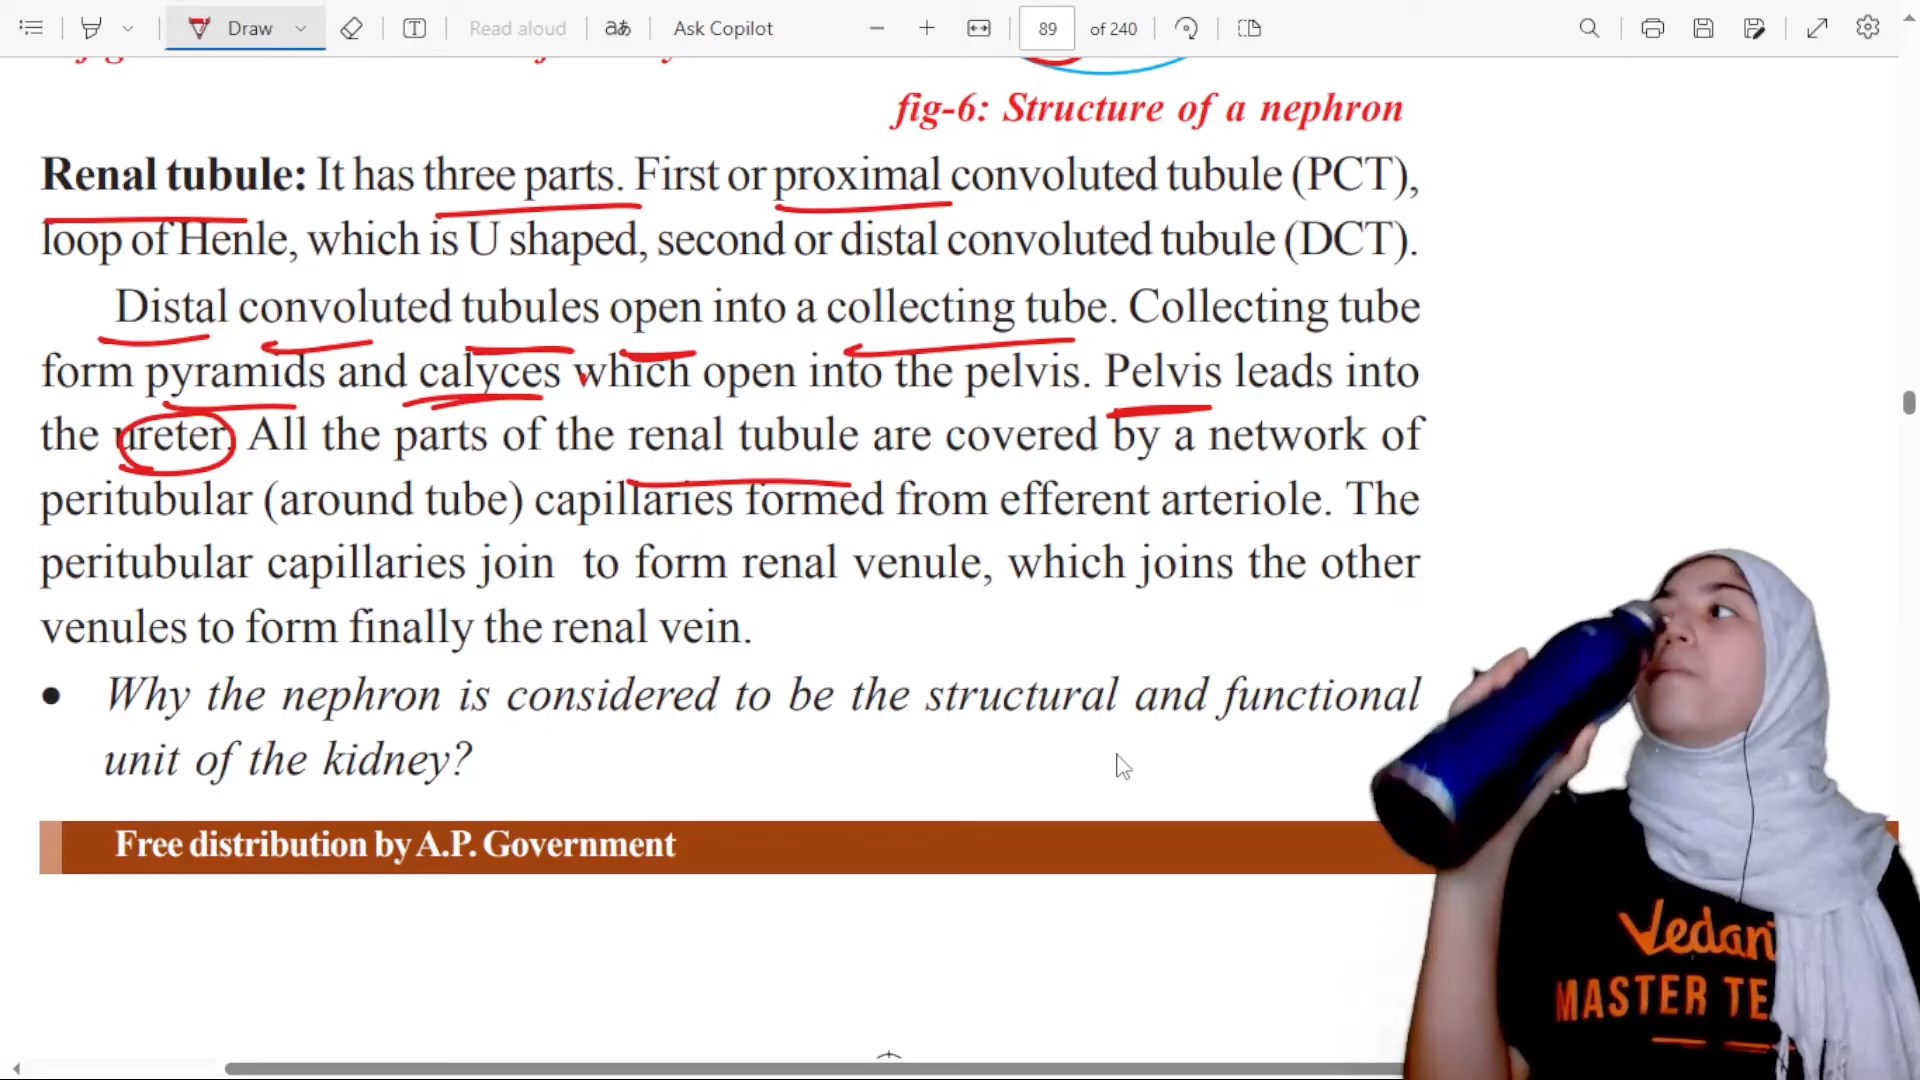 Draw
Read aloud
Ask Copilot
89
of 240
fig-6: Structure of a nephron
Renal tubule: It has three parts. First or proximal convoluted tubule (PCT),
loop of Henle, which is U shaped, second or distal convoluted tubule (DCT).
Distal convoluted tubules open into a collecting tube. Collecting tube
form pyramids and calyces which open into the pelvis. Pelvis leads into
the ureter. All the parts of the renal tubule are covered by a network of
peritubular (around tube) capillaries formed from efferent arteriole. The
peritubular capillaries join to form renal venule, which joins the other
venules to form finally the renal vein.
• Why the nephron is considered to be the structural and functional
unit of the kidney?
Free distribution by A.P. Government
Vedan
MASTER TE